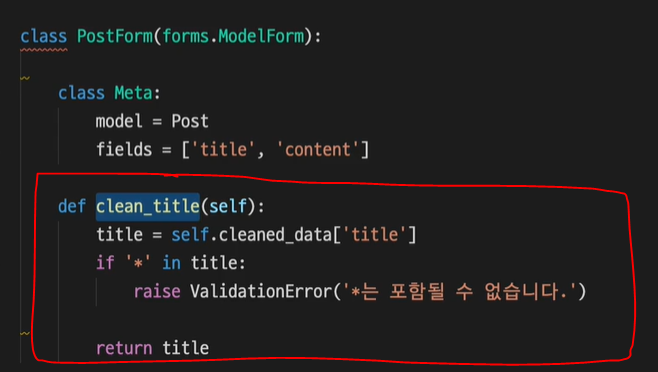 class PostForm(forms.ModelForm):
class Meta:
model = Post
fields = ['title', 'content']
def clean_title(self):
title = self.cleaned_data['title']
if '*' in title:
raise ValidationError('*는 포함될 수 없습니다.')
return title